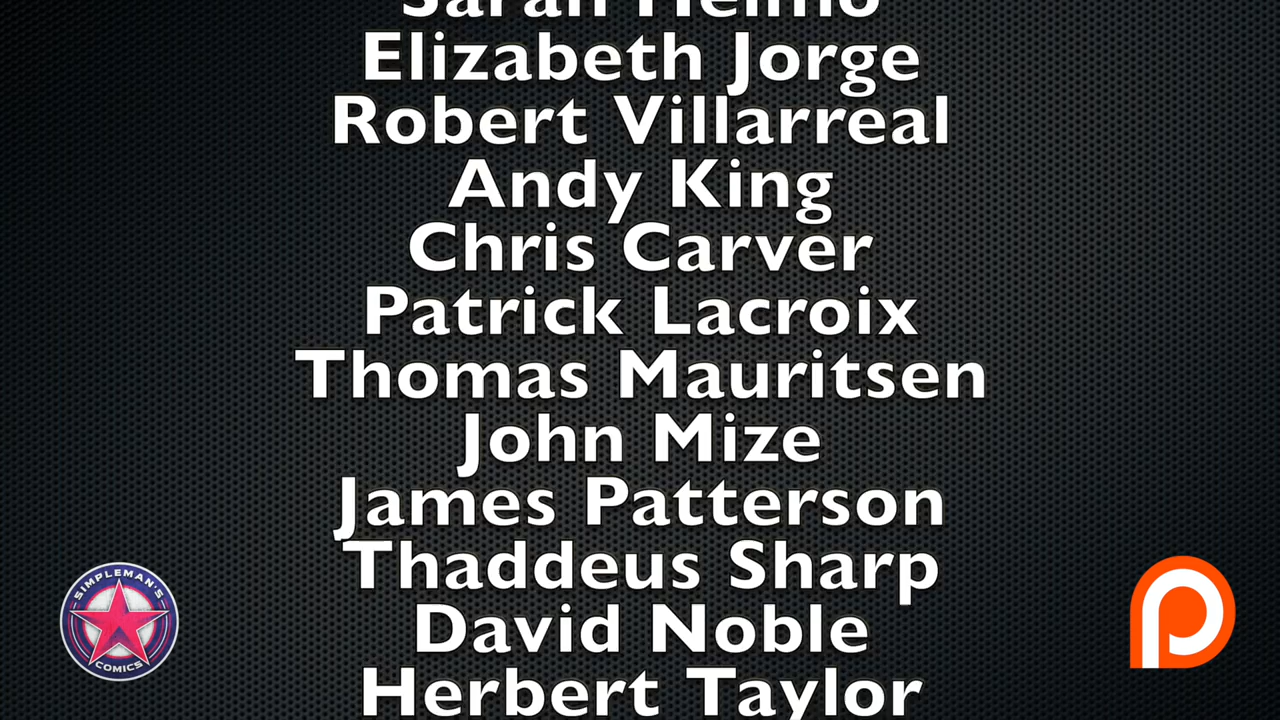 Sarah
Elizabeth Jorge
Robert Villarreal
Andy King
Chris Carver
Patrick Lacroix
Thomas Mauritsen
John Mize
James Patterson
Thaddeus Sharp
David Noble
Herbert Taylor
SIMPLEMAN'S
COMICS